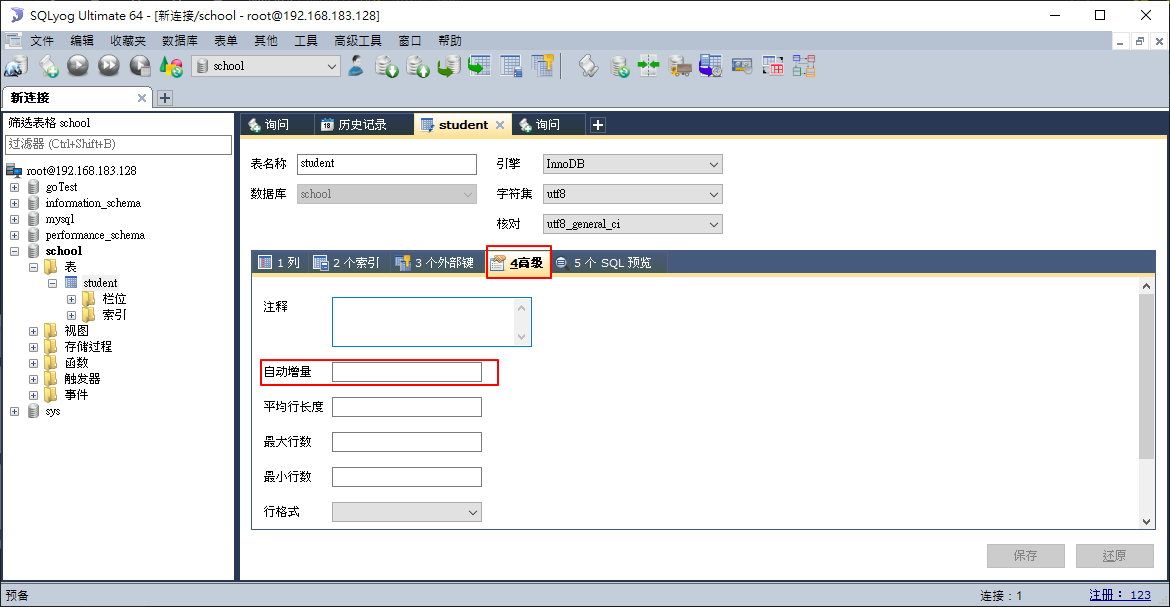 SQLyog Ultimate 64 - [新连接/school - root@192.168.183.128]
文件 编辑 收藏夹 数据库 表单 其他 工具 高级工具 窗口 帮助
school
新连接
筛选表格 school
过滤器 (Ctrl+Shift+B)
root@192.168.183.128
goTest
information_schema
mysql
performance_schema
school
表
student
栏位
索引
视图
存储过程
函数
触发器
事件
sys
询问 历史记录 student 询问
表名称 student 引擎 InnoDB
数据库 school 字符集 utf8
核对 utf8_general_ci
1 列 2 个索引 3 个外部键 4高级 5 个 SQL 预览
注释
自动增量
平均行长度
最大行数
最小行数
行格式
保存 还原
预备 连接：1 注册： 123